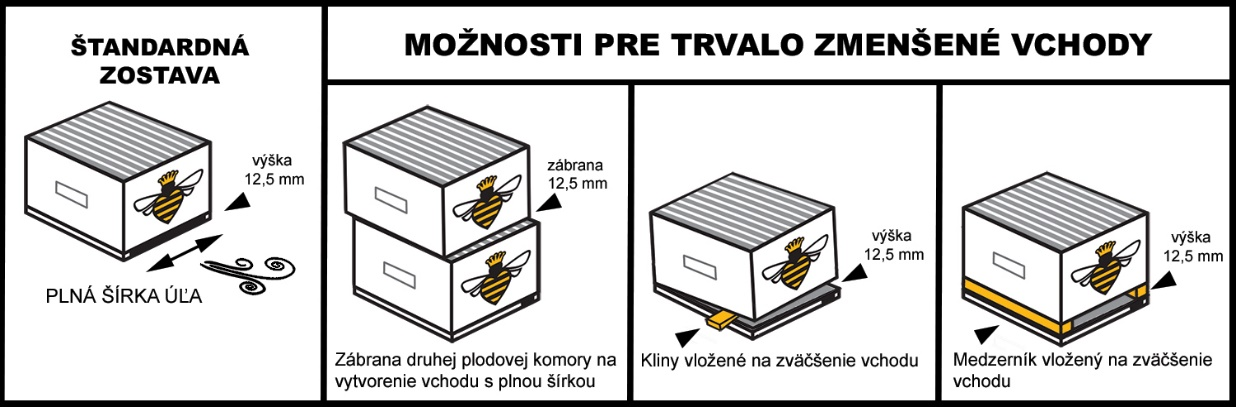 ŠTANDARDNÁ
ZOSTAVA
výška
12,5 mm
PLNÁ ŠÍRKA ÚĽA
MOŽNOSTI PRE TRVALO ZMENŠENÉ VCHODY
zábrana
12,5 mm
Zábrana druhej plodovej komory na
vytvorenie vchodu s plnou šírkou
výška
12,5 mm
Kliny vložené na zväčšenie vchodu
výška
12,5 mm
Medzerník vložený na zväčšenie
vchodu